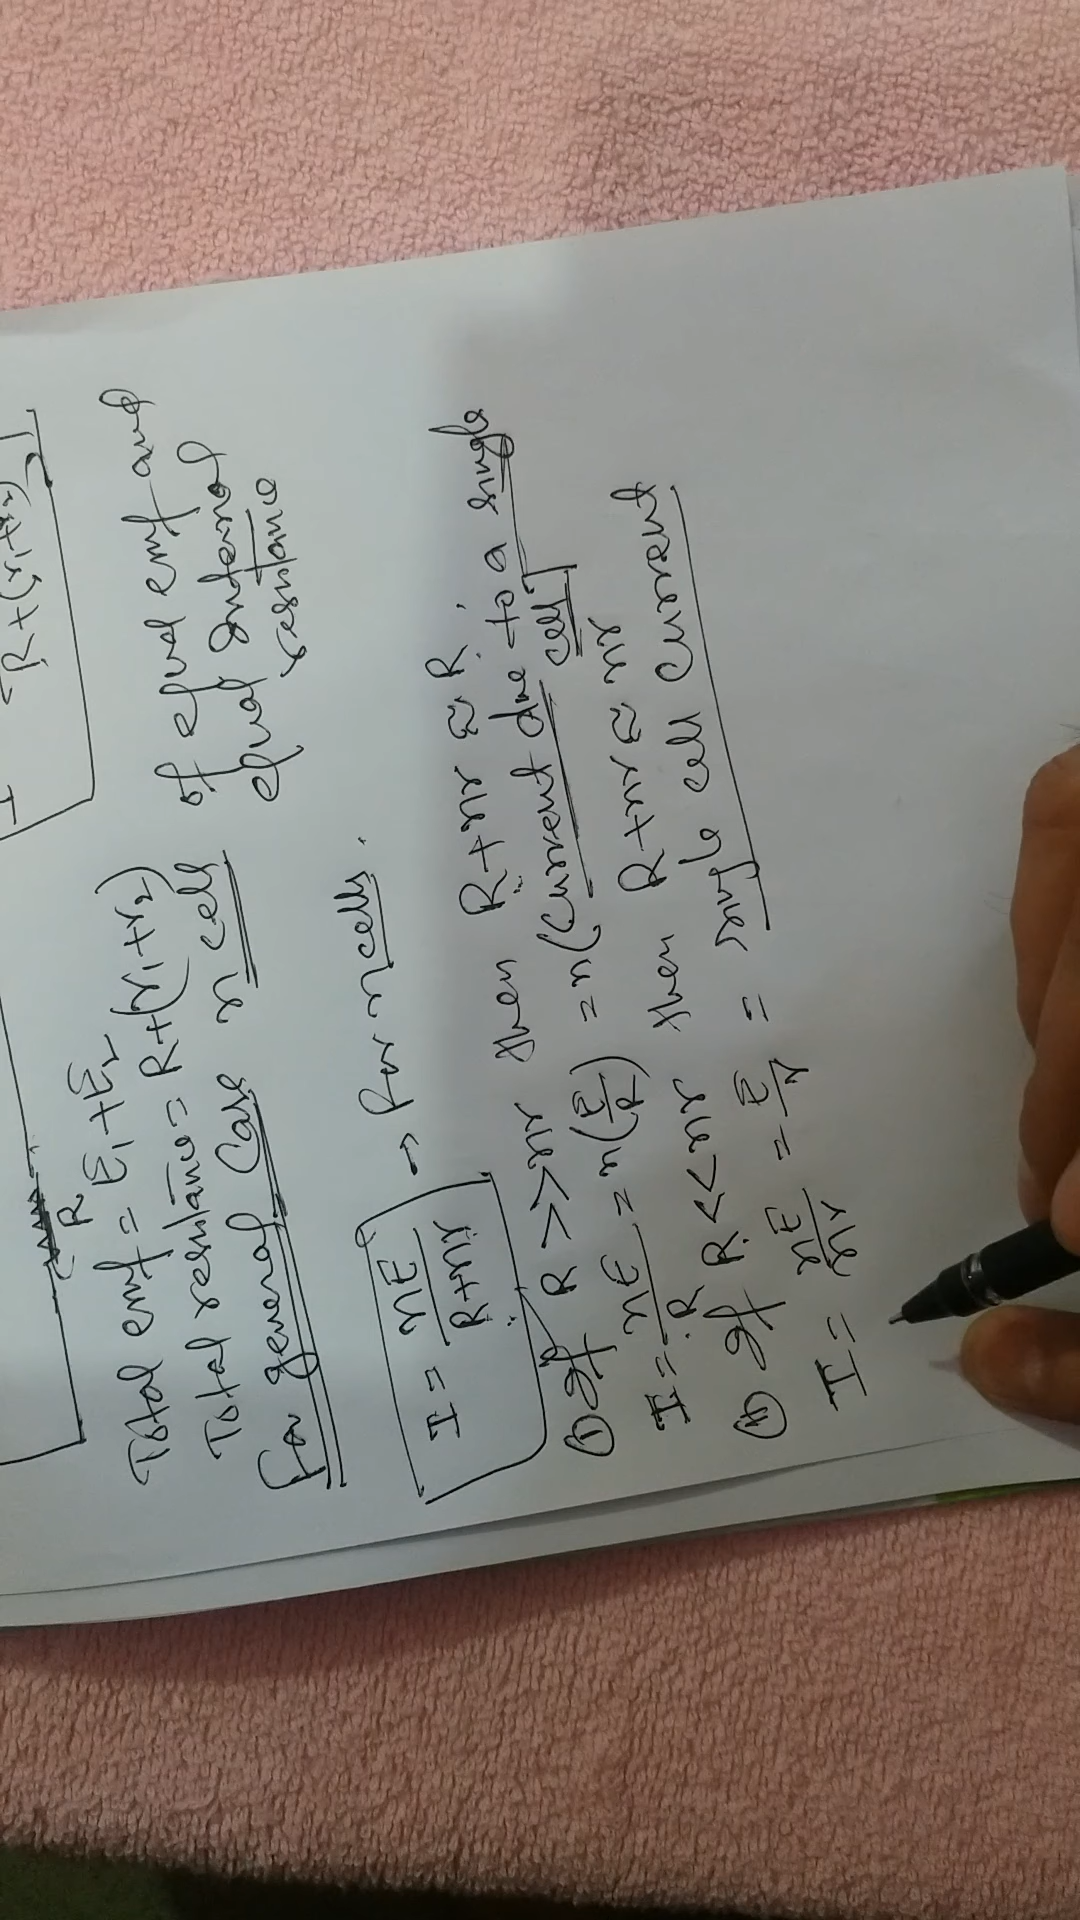 I R+(r₁+r₂)
R
Total emf = E₁+E₂
Total resistance = R+(r₁+r₂)
For general Case n cells of equal emf and
equal internal
resistance
I = nE/R+nr → For n cells.
① If R >> nr then R+nr ≈ R.
I = nE/R = n(E/R) = n(Current due to a single
cell)
② If R << nr then R+nr ≈ nr
I = nE/nr = E/r = single cell current